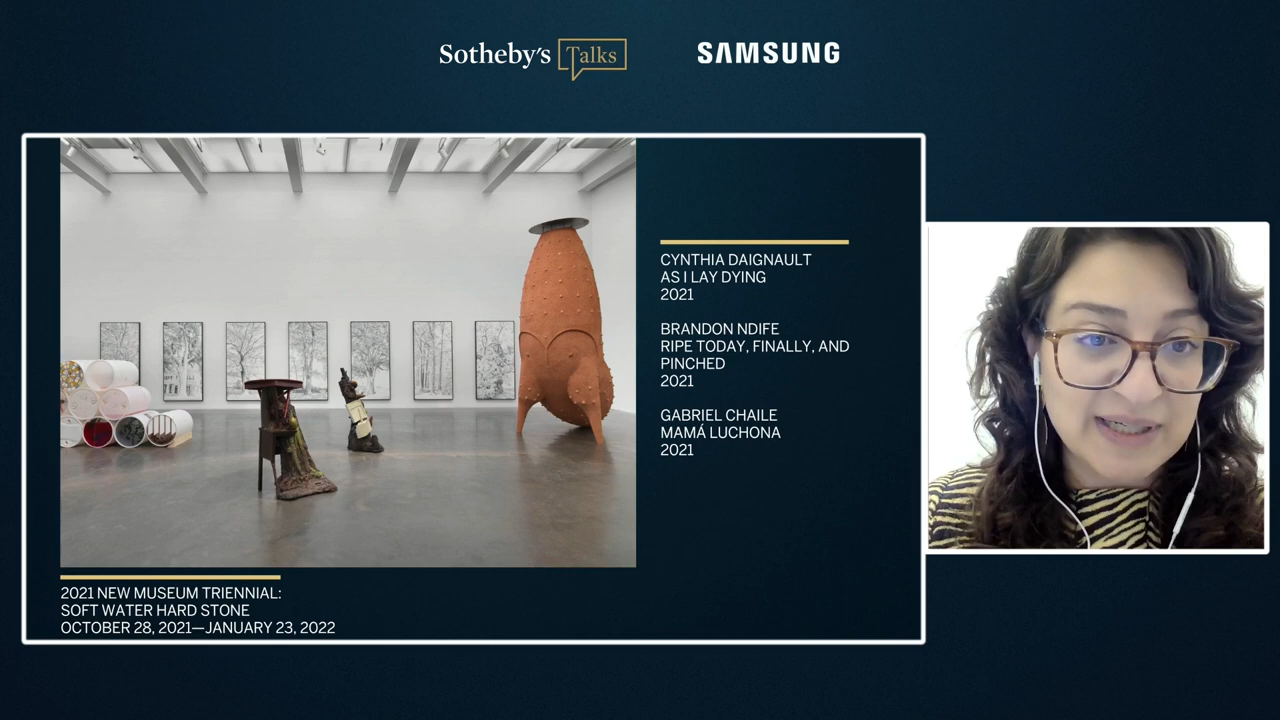 Sotheby's Talks
SAMSUNG
CYNTHIA DAIGNAULT
AS I LAY DYING
2021
BRANDON NDIFE
RIPE TODAY, FINALLY, AND
PINCHED
2021
GABRIEL CHAILE
MAMÁ LUCHONA
2021
2021 NEW MUSEUM TRIENNIAL:
SOFT WATER HARD STONE
OCTOBER 28, 2021—JANUARY 23, 2022